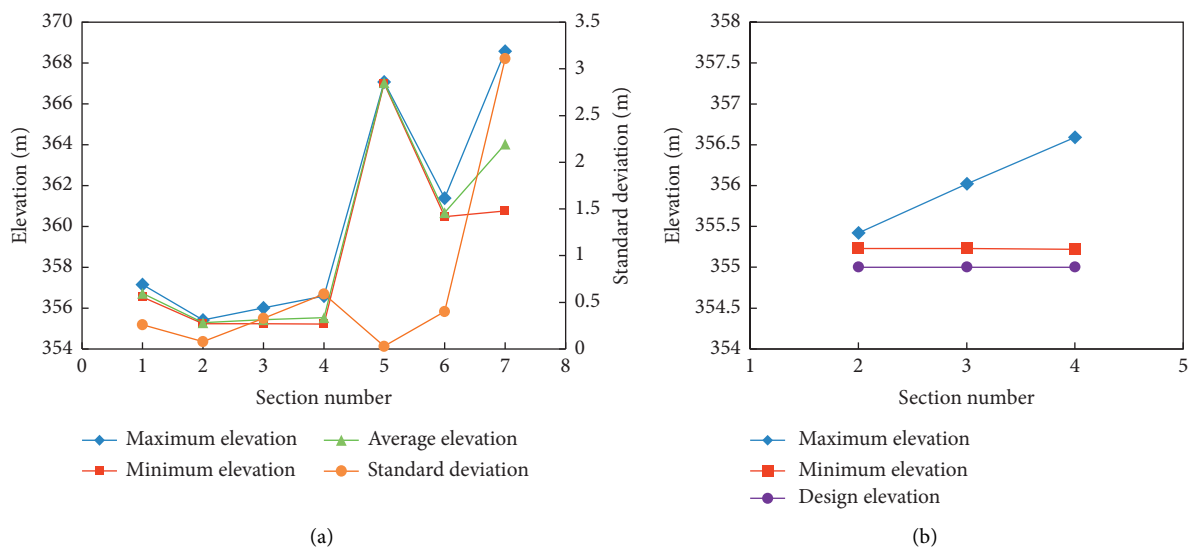 370
368
366
364
362
360
358
356
354
Elevation (m)
3.5
3
2.5
2
1.5
1
0.5
0
Standard deviation (m)
0 1 2 3 4 5 6 7 8
Section number
Maximum elevation
Average elevation
Minimum elevation
Standard deviation
(a)
358
357.5
357
356.5
356
355.5
355
354.5
354
Elevation (m)
1 2 3 4 5
Section number
Maximum elevation
Minimum elevation
Design elevation
(b)